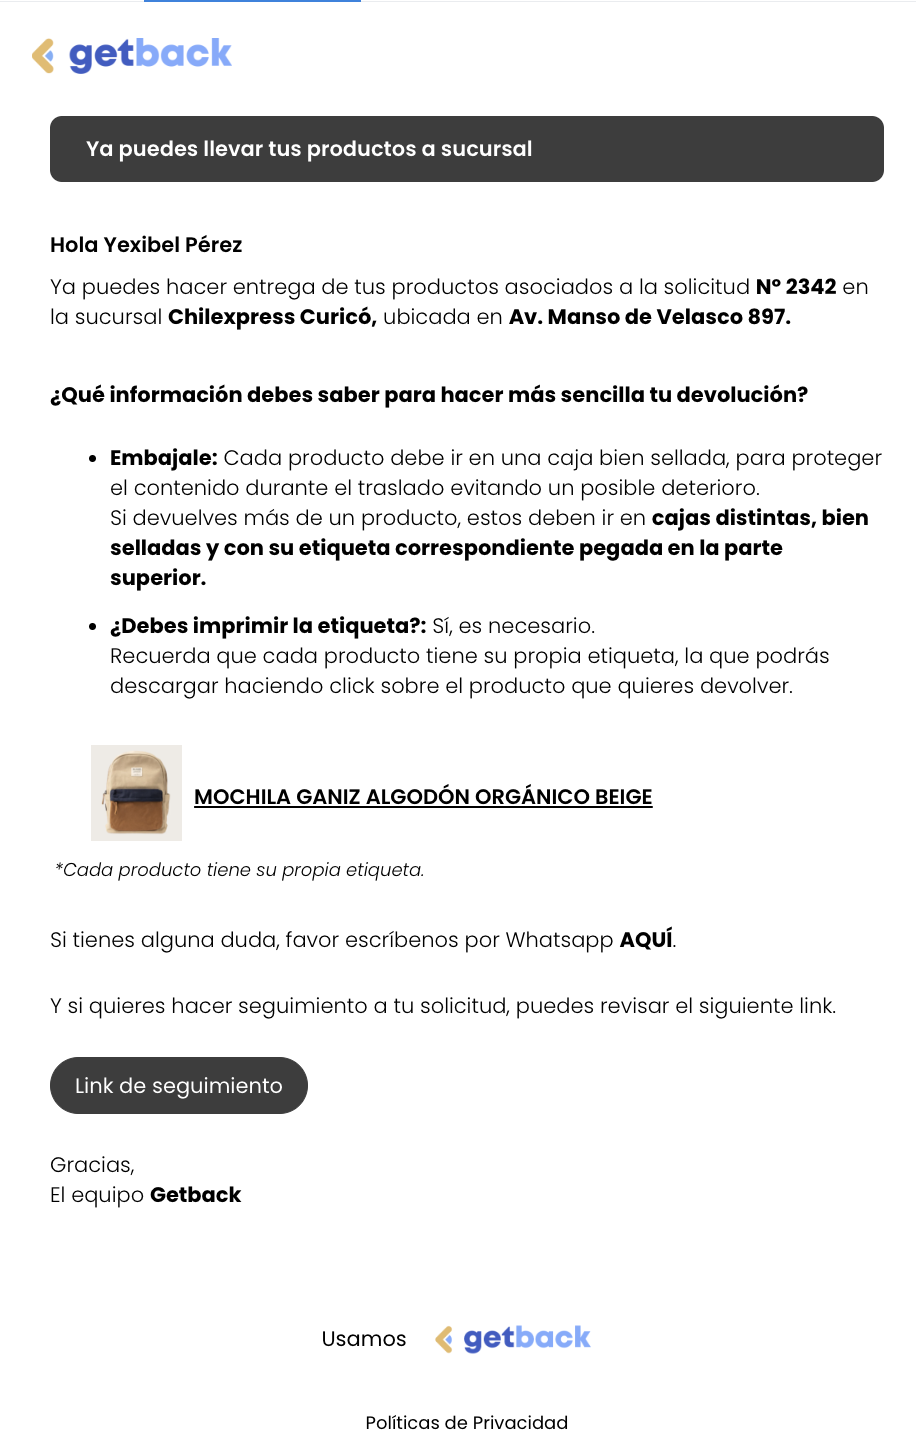 getback
Ya puedes llevar tus productos a sucursal
Hola Yexibel Pérez
Ya puedes hacer entrega de tus productos asociados a la solicitud Nº 2342 en
la sucursal Chilexpress Curicó, ubicada en Av. Manso de Velasco 897.
¿Qué información debes saber para hacer más sencilla tu devolución?
• Embajale: Cada producto debe ir en una caja bien sellada, para proteger
el contenido durante el traslado evitando un posible deterioro.
Si devuelves más de un producto, estos deben ir en cajas distintas, bien
selladas y con su etiqueta correspondiente pegada en la parte
superior.
• ¿Debes imprimir la etiqueta?: Sí, es necesario.
Recuerda que cada producto tiene su propia etiqueta, la que podrás
descargar haciendo click sobre el producto que quieres devolver.
MOCHILA GANIZ ALGODÓN ORGÁNICO BEIGE
*Cada producto tiene su propia etiqueta.
Si tienes alguna duda, favor escríbenos por Whatsapp AQUÍ.
Y si quieres hacer seguimiento a tu solicitud, puedes revisar el siguiente link.
Link de seguimiento
Gracias,
El equipo Getback
Usamos getback
Políticas de Privacidad